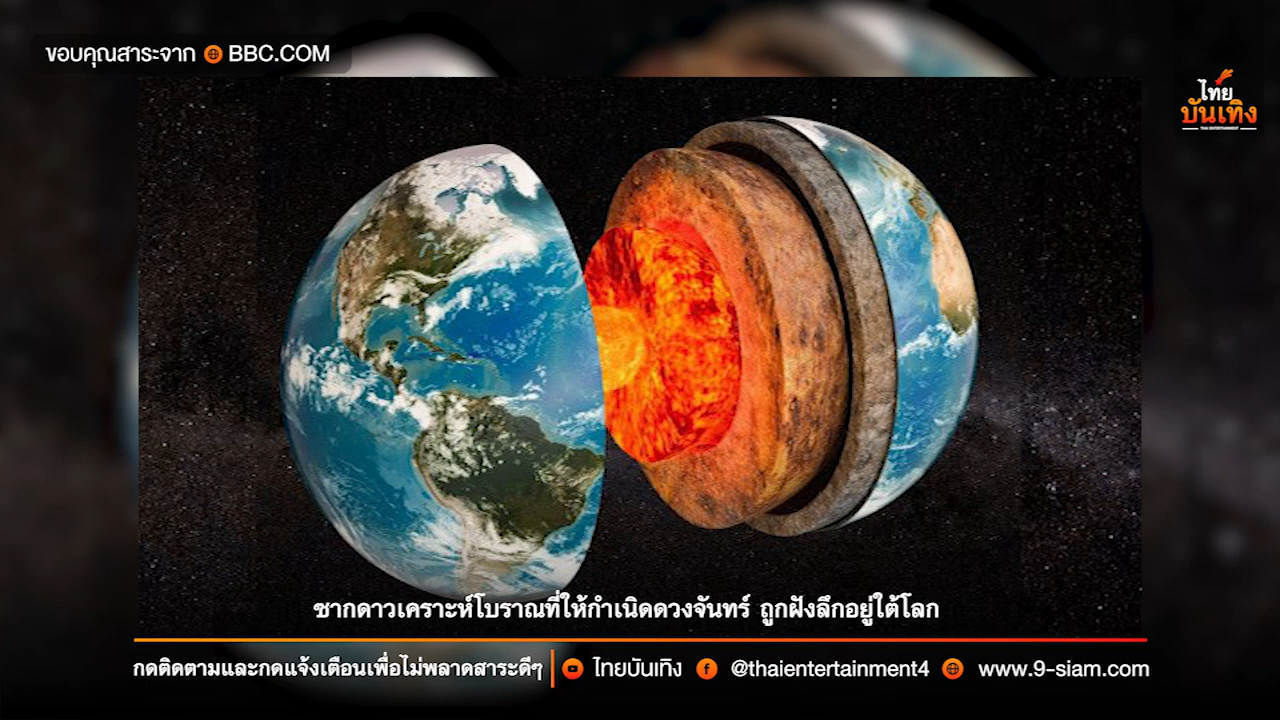 ขอบคุณสาระจาก BBC.COM
ไทย
บันเทิง
THAI ENTERTAINMENT
ซากดาวเคราะห์โบราณที่ให้กำเนิดดวงจันทร์ ถูกฝังลึกอยู่ใต้โลก
กดติดตามและกดแจ้งเตือนเพื่อไม่พลาดสาระดีๆ ไทยบันเทิง @thaientertainment4 www.9-siam.com